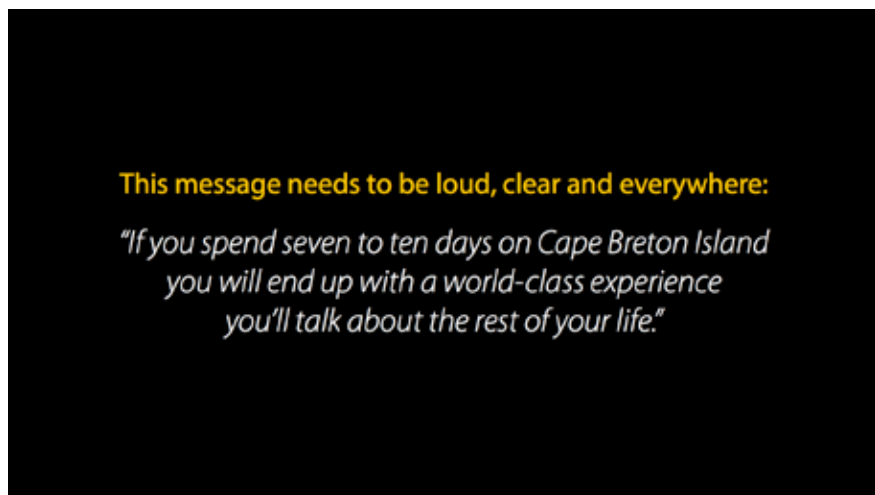 This message needs to be loud, clear and everywhere:
“If you spend seven to ten days on Cape Breton Island
you will end up with a world-class experience
you’ll talk about the rest of your life.”